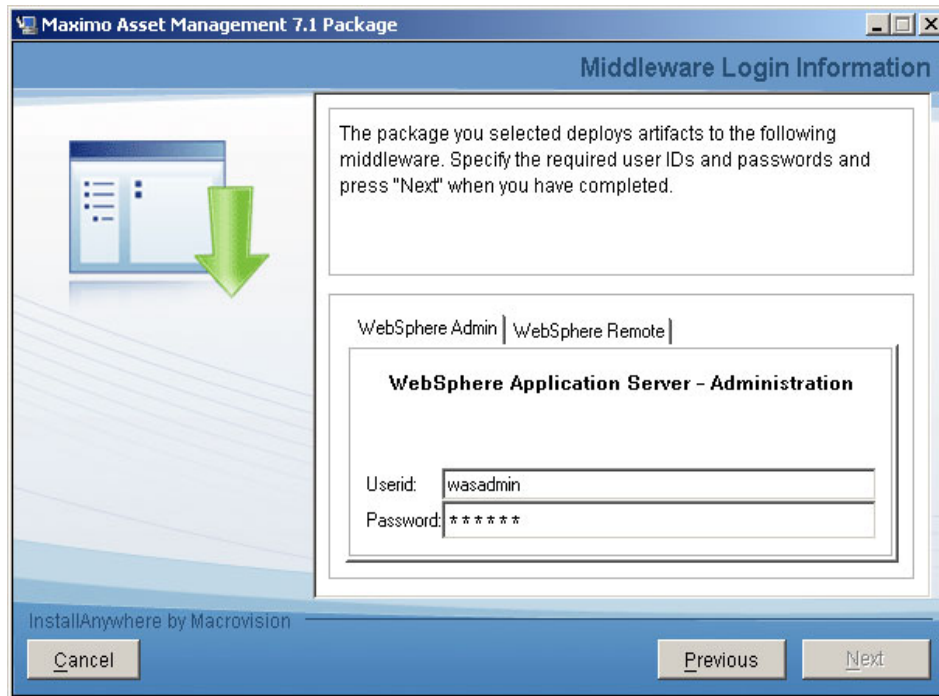 Maximo Asset Management 7.1 Package
Middleware Login Information
The package you selected deploys artifacts to the following
middleware. Specify the required user IDs and passwords and
press "Next" when you have completed.
WebSphere Admin
WebSphere Remote
WebSphere Application Server - Administration
Userid: wasadmin
Password: ******
InstallAnywhere by Macrovision
Cancel
Previous
Next